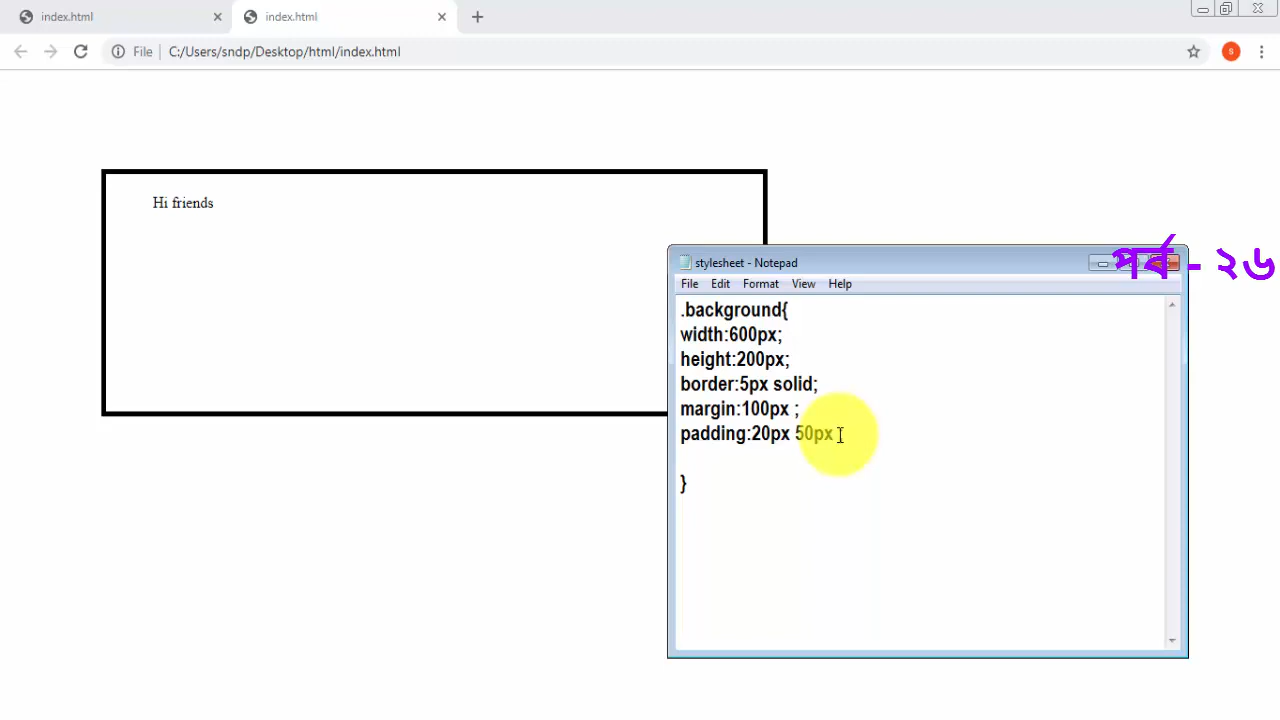 index.html
index.html
File
C:/Users/sndp/Desktop/html/index.html
S
Hi friends
stylesheet - Notepad
পর্ব - ২৬
File Edit Format View Help
.background{
width:600px;
height:200px;
border:5px solid;
margin:100px ;
padding:20px 50px
}